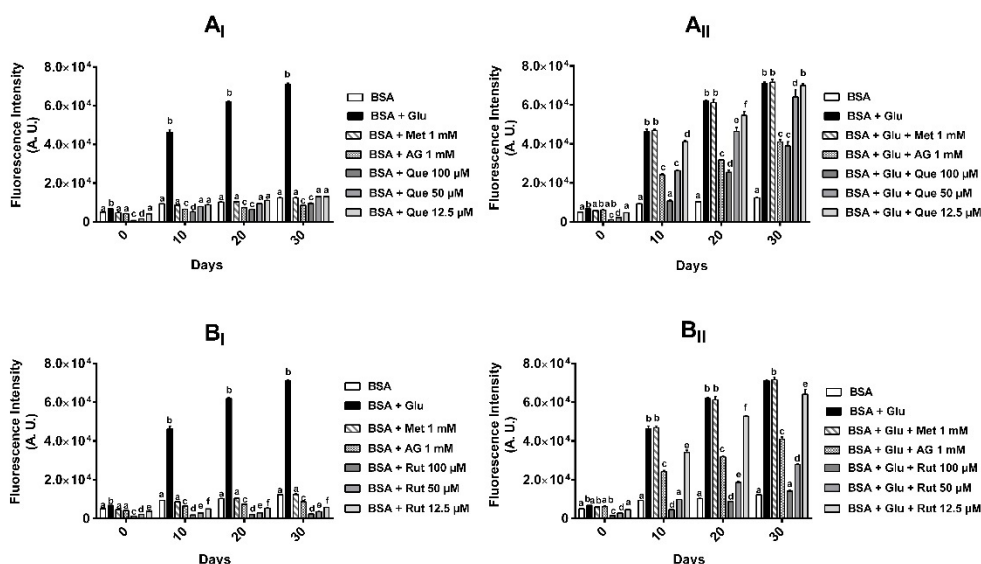 A_I
Fluorescence Intensity
(A. U.)
8.0×10⁴
6.0×10⁴
4.0×10⁴
2.0×10⁴
0
a b a a c d a
a b a c d a a
a b a c c a a
a b a c c a a
0 10 20 30
Days
BSA
BSA + Glu
BSA + Met 1 mM
BSA + AG 1 mM
BSA + Que 100 µM
BSA + Que 50 µM
BSA + Que 12.5 µM
A_II
Fluorescence Intensity
(A. U.)
8.0×10⁴
6.0×10⁴
4.0×10⁴
2.0×10⁴
0
a b ab ab c d a
a b b c a c d
a b b c d e f
a b b c c d b
0 10 20 30
Days
BSA
BSA + Glu
BSA + Glu + Met 1 mM
BSA + Glu + AG 1 mM
BSA + Glu + Que 100 µM
BSA + Glu + Que 50 µM
BSA + Glu + Que 12.5 µM
B_I
Fluorescence Intensity
(A. U.)
8.0×10⁴
6.0×10⁴
4.0×10⁴
2.0×10⁴
0
a b a a c d e
a b a c d e f
a b a c d e f
a b a c d e f
0 10 20 30
Days
BSA
BSA + Glu
BSA + Met 1 mM
BSA + AG 1 mM
BSA + Rut 100 µM
BSA + Rut 50 µM
BSA + Rut 12.5 µM
B_II
Fluorescence Intensity
(A. U.)
8.0×10⁴
6.0×10⁴
4.0×10⁴
2.0×10⁴
0
a b a a c d a
a b b c d a e
a b b c d e f
a b b c a d e
0 10 20 30
Days
BSA
BSA + Glu
BSA + Glu + Met 1 mM
BSA + Glu + AG 1 mM
BSA + Glu + Rut 100 µM
BSA + Glu + Rut 50 µM
BSA + Glu + Rut 12.5 µM